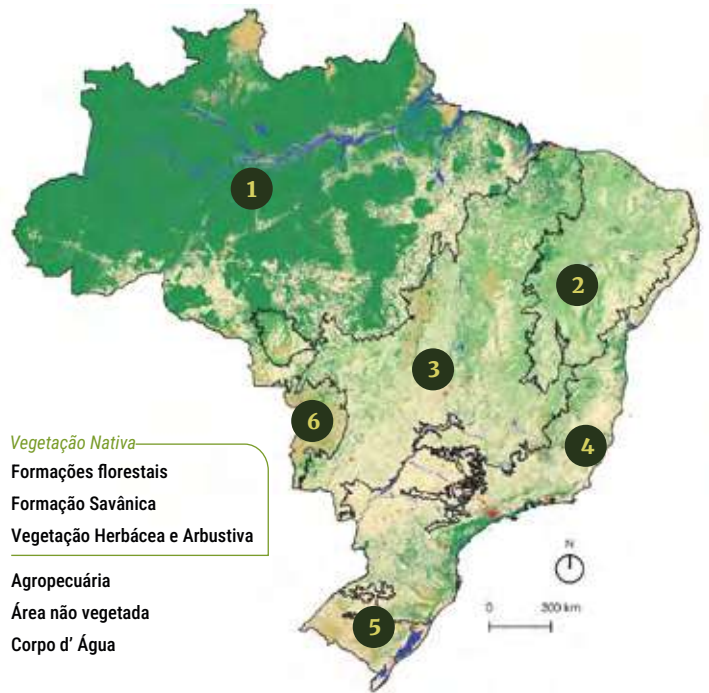 1
2
3
6
4
Vegetação Nativa
Formações florestais
Formação Savânica
Vegetação Herbácea e Arbustiva
Agropecuária
Área não vegetada
Corpo d’ Água
5
N
0 300 km